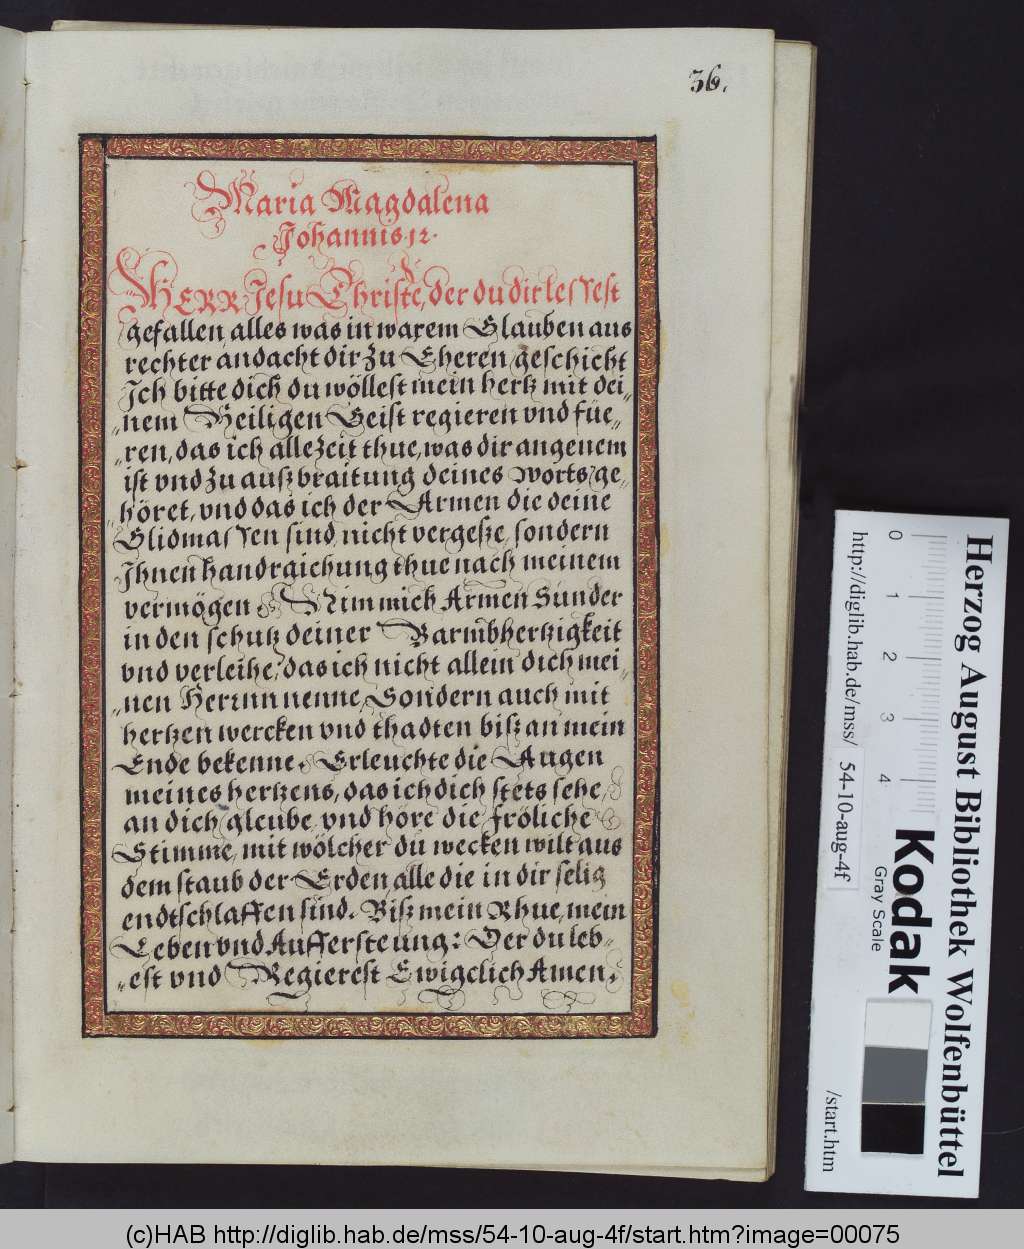 36.
Maria Magdalena
Johannis 12.
HERR Jesu Christe, der du dir lessest
gefallen, alles was in warem Glauben aus
rechter andacht dir zu Eheren geschicht
Ich bitte dich du wöllest mein hertz mit dei„
„nem Heiligen Geist regieren vnd füe„
„ren, das ich alle zeit thue, was dir angenem
ist vnd zu außbraitung deines worts ge„
höret, vnd das ich der Armen die deine
Glidmassen sind, nicht vergeße, sondern
Ihnen handraichung thue nach meinem
vermögen Nim mich Armen Sunder
in den schutz deiner Barmhertzigkeit
vnd verleihe, das ich nicht allein dich mei„
„nen Herrnn nenne, Sondern auch mit
hertzen wercken vnd thadten biß an mein
Ende bekenne. Erleuchte die Augen
meines hertzens, das ich dich stets sehe,
an dich gleube, vnd höre die fröliche
Stimme, mit wölcher du wecken wilt aus
dem staub der Erden, alle die in dir selig
endtschlaffen sind. Biß mein Rhue, mein
Leben vnd Auffersteung: Der du leb„
„est vnd Regierest Ewigclich Amen.
Herzog August Bibliothek Wolfenbüttel
http://diglib.hab.de/mss/ 54-10-aug-4f /start.htm
0 1 2 3 4
Kodak
Gray Scale
(c)HAB http://diglib.hab.de/mss/54-10-aug-4f/start.htm?image=00075